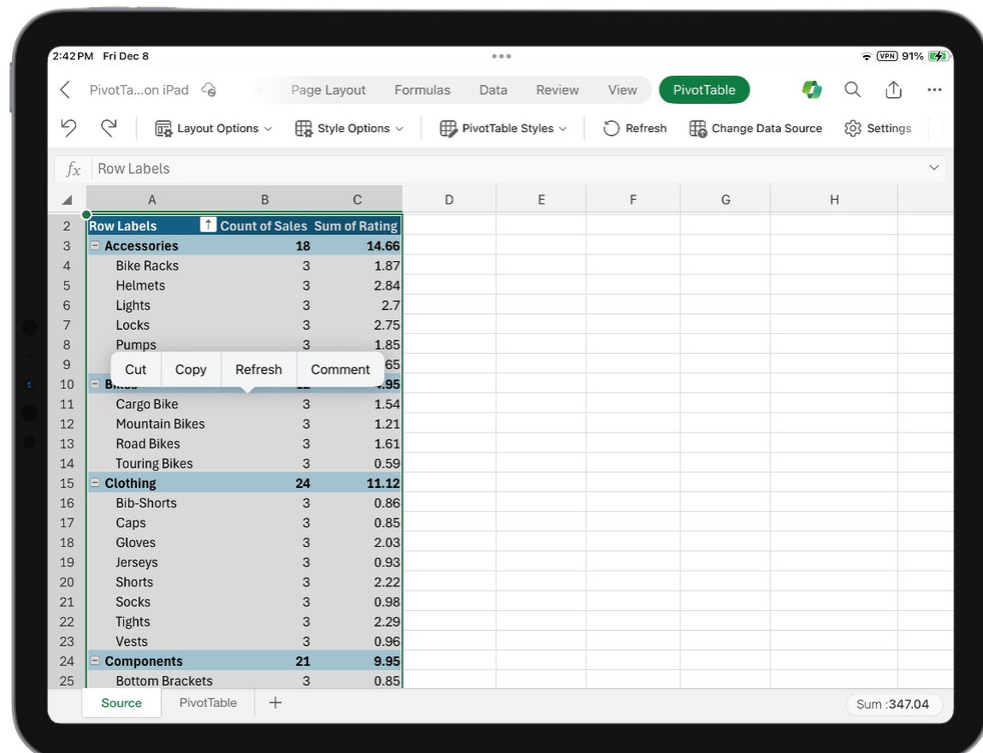 2:42 PM Fri Dec 8 VPN 91%
PivotTa...on iPad Page Layout Formulas Data Review View PivotTable
Layout Options Style Options PivotTable Styles Refresh Change Data Source Settings
fx Row Labels
A B C D E F G H
2 Row Labels Count of Sales Sum of Rating
3 Accessories 18 14.66
4 Bike Racks 3 1.87
5 Helmets 3 2.84
6 Lights 3 2.7
7 Locks 3 2.75
8 Pumps 3 1.85
9 Cut Copy Refresh Comment 65
10 .95
11 Cargo Bike 3 1.54
12 Mountain Bikes 3 1.21
13 Road Bikes 3 1.61
14 Touring Bikes 3 0.59
15 Clothing 24 11.12
16 Bib-Shorts 3 0.86
17 Caps 3 0.85
18 Gloves 3 2.03
19 Jerseys 3 0.93
20 Shorts 3 2.22
21 Socks 3 0.98
22 Tights 3 2.29
23 Vests 3 0.96
24 Components 21 9.95
25 Bottom Brackets 3 0.85
Source PivotTable + Sum :347.04